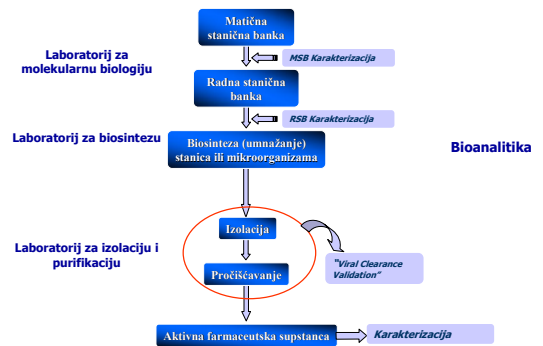 Matična
stanična banka
Laboratorij za
molekularnu biologiju
MSB Karakterizacija
Radna stanična
banka
RSB Karakterizacija
Laboratorij za biosintezu
Biosinteza (umnažanje)
stanica ili mikroorganizama
Bioanalitika
Izolacija
Laboratorij za izolaciju i
purifikaciju
"Viral Clearance
Validation"
Pročišćavanje
Aktivna farmaceutska supstanca
Karakterizacija